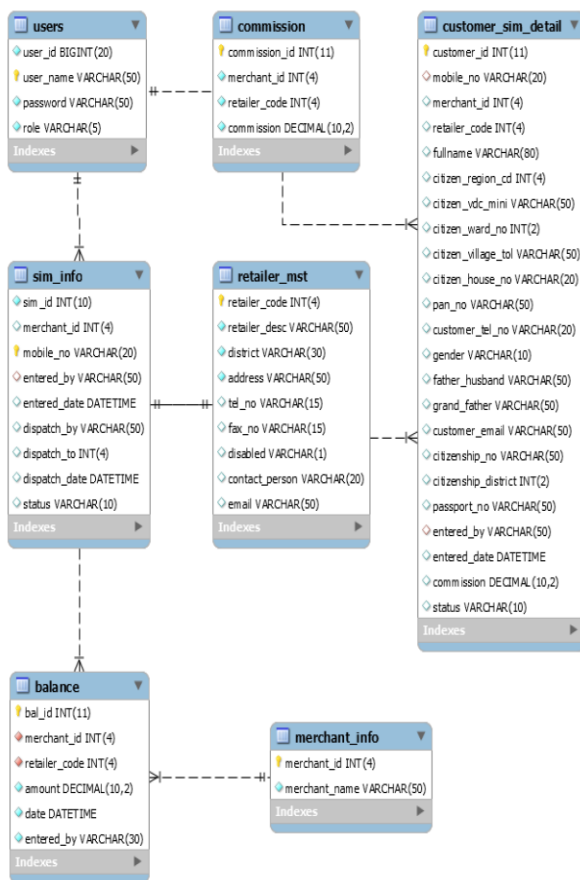 users
user_id BIGINT(20)
user_name VARCHAR(50)
password VARCHAR(50)
role VARCHAR(5)
Indexes
commission
commission_id INT(11)
merchant_id INT(4)
retailer_code INT(4)
commission DECIMAL(10,2)
Indexes
customer_sim_detail
customer_id INT(11)
mobile_no VARCHAR(20)
merchant_id INT(4)
retailer_code INT(4)
fullname VARCHAR(80)
citizen_region_cd INT(4)
citizen_vdc_mini VARCHAR(50)
citizen_ward_no INT(2)
citizen_village_tol VARCHAR(50)
citizen_house_no VARCHAR(20)
pan_no VARCHAR(50)
customer_tel_no VARCHAR(20)
gender VARCHAR(10)
father_husband VARCHAR(50)
grand_father VARCHAR(50)
customer_email VARCHAR(50)
citizenship_no VARCHAR(50)
citizenship_district INT(2)
passport_no VARCHAR(50)
entered_by VARCHAR(50)
entered_date DATETIME
commission DECIMAL(10,2)
status VARCHAR(10)
Indexes
sim_info
sim_id INT(10)
merchant_id INT(4)
mobile_no VARCHAR(20)
entered_by VARCHAR(50)
entered_date DATETIME
dispatch_by VARCHAR(50)
dispatch_to INT(4)
dispatch_date DATETIME
status VARCHAR(10)
Indexes
retailer_mst
retailer_code INT(4)
retailer_desc VARCHAR(50)
district VARCHAR(30)
address VARCHAR(50)
tel_no VARCHAR(15)
fax_no VARCHAR(15)
disabled VARCHAR(1)
contact_person VARCHAR(20)
email VARCHAR(50)
Indexes
balance
bal_id INT(11)
merchant_id INT(4)
retailer_code INT(4)
amount DECIMAL(10,2)
date DATETIME
entered_by VARCHAR(30)
Indexes
merchant_info
merchant_id INT(4)
merchant_name VARCHAR(50)
Indexes